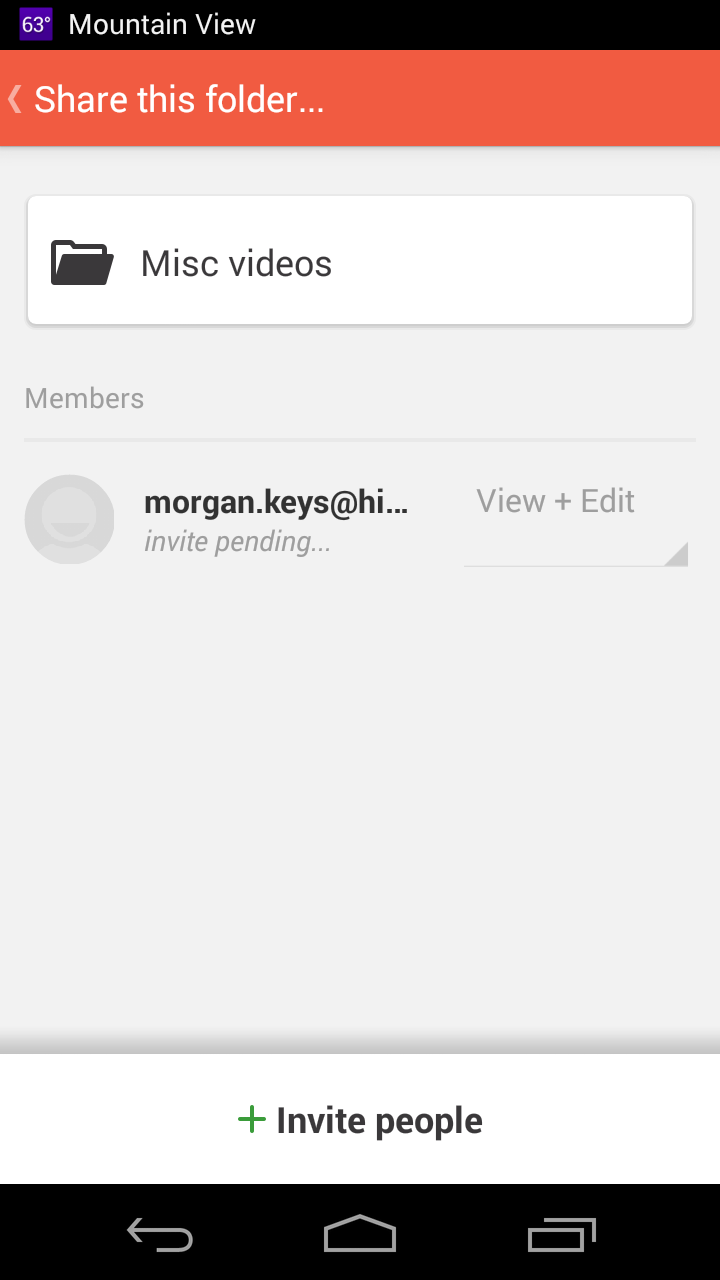 63° Mountain View
Share this folder...
Misc videos
Members
morgan.keys@hi... View + Edit
invite pending...
+ Invite people